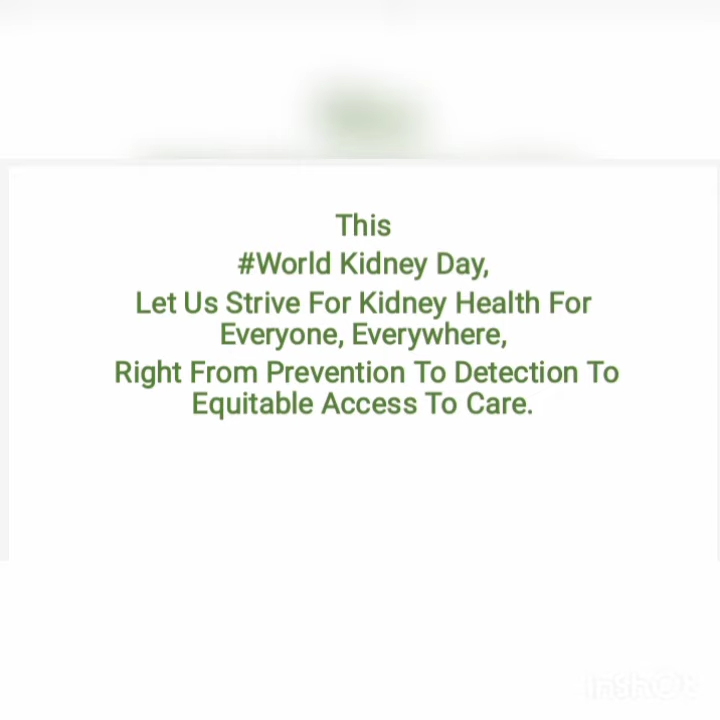 This
#World Kidney Day,
Let Us Strive For Kidney Health For
Everyone, Everywhere,
Right From Prevention To Detection To
Equitable Access To Care.